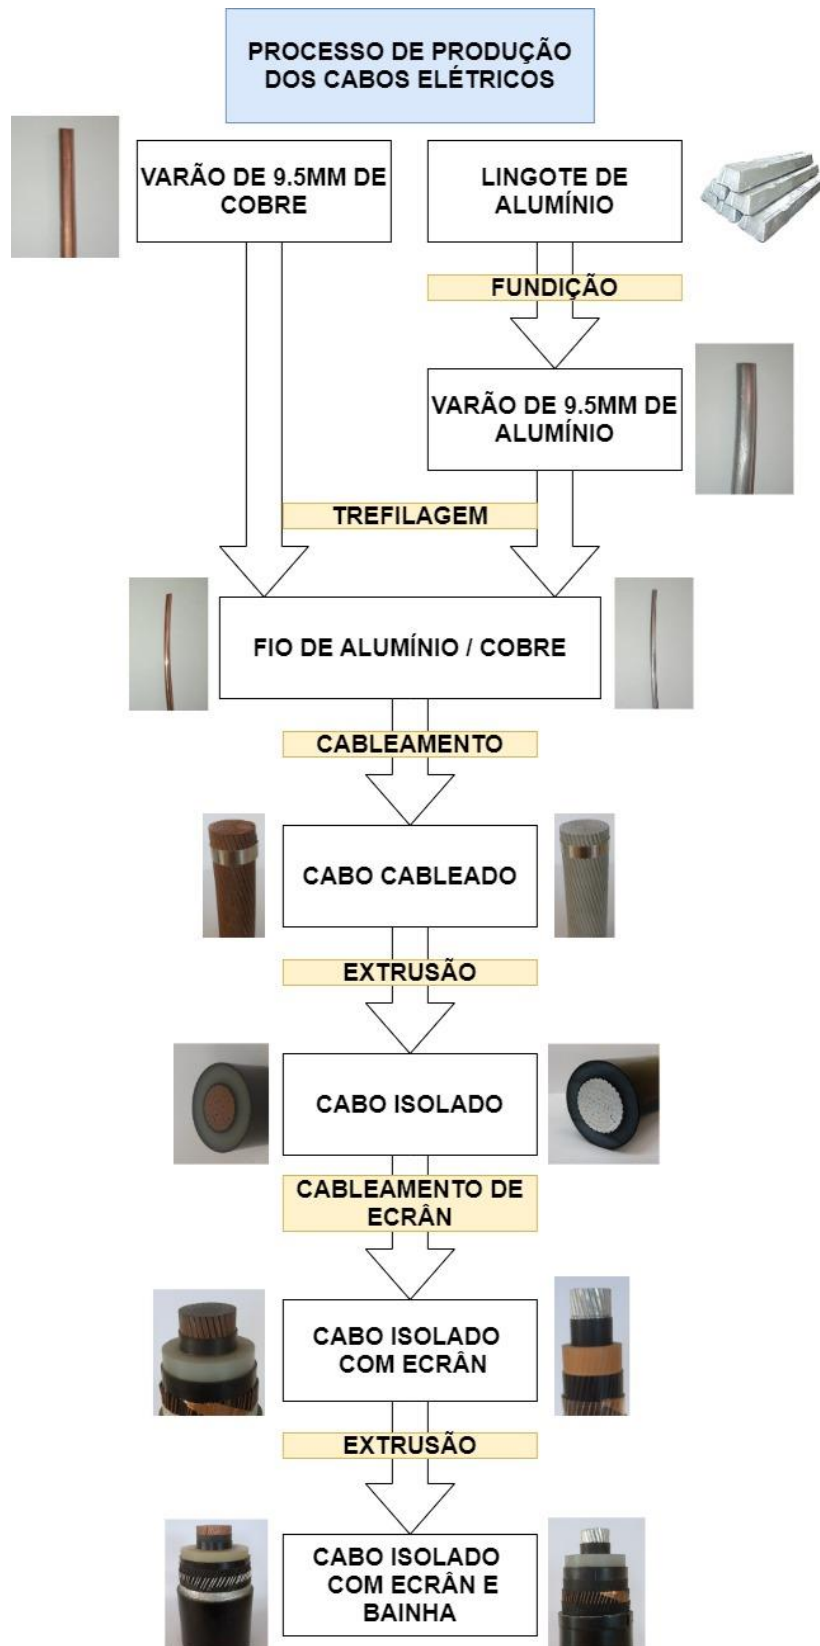 PROCESSO DE PRODUÇÃO
DOS CABOS ELÉTRICOS
VARÃO DE 9.5MM DE
COBRE
LINGOTE DE
ALUMÍNIO
FUNDIÇÃO
VARÃO DE 9.5MM DE
ALUMÍNIO
TREFILAGEM
FIO DE ALUMÍNIO / COBRE
CABLEAMENTO
CABO CABLEADO
EXTRUSÃO
CABO ISOLADO
CABLEAMENTO DE
ECRÂN
CABO ISOLADO
COM ECRÂN
EXTRUSÃO
CABO ISOLADO
COM ECRÂN E
BAINHA